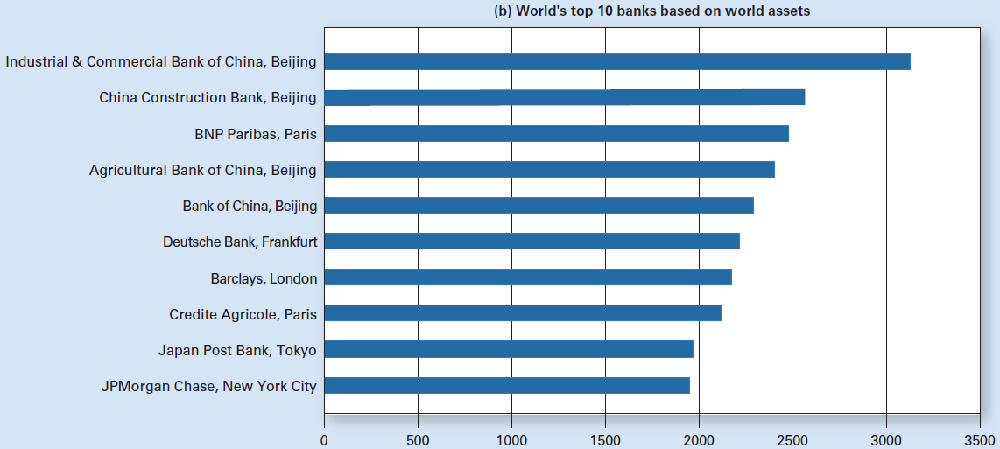 (b) World's top 10 banks based on world assets
Industrial & Commercial Bank of China, Beijing
China Construction Bank, Beijing
BNP Paribas, Paris
Agricultural Bank of China, Beijing
Bank of China, Beijing
Deutsche Bank, Frankfurt
Barclays, London
Credite Agricole, Paris
Japan Post Bank, Tokyo
JPMorgan Chase, New York City
0 500 1000 1500 2000 2500 3000 3500